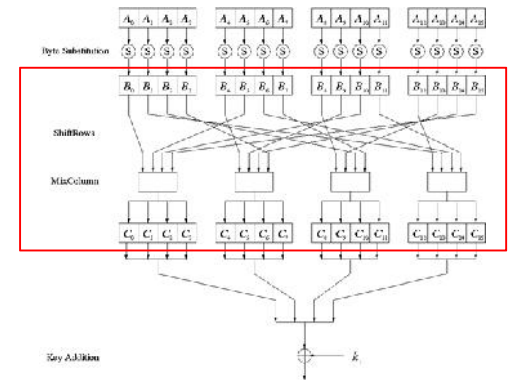 A₀ A₁ A₂ A₃ A₄ A₅ A₆ A₇ A₈ A₉ A₁₀ A₁₁ A₁₂ A₁₃ A₁₄ A₁₅
Byte Substitution S S S S S S S S S S S S S S S S
B₀ B₁ B₂ B₃ B₄ B₅ B₆ B₇ B₈ B₉ B₁₀ B₁₁ B₁₂ B₁₃ B₁₄ B₁₅
ShiftRows
MixColumn
C₀ C₁ C₂ C₃ C₄ C₅ C₆ C₇ C₈ C₉ C₁₀ C₁₁ C₁₂ C₁₃ C₁₄ C₁₅
Key Addition